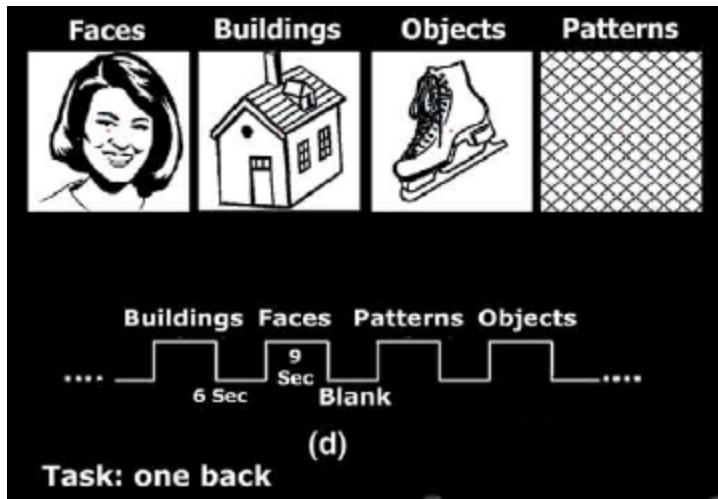 Faces Buildings Objects Patterns
Buildings Faces Patterns Objects
9
Sec
6 Sec
Blank
(d)
Task: one back